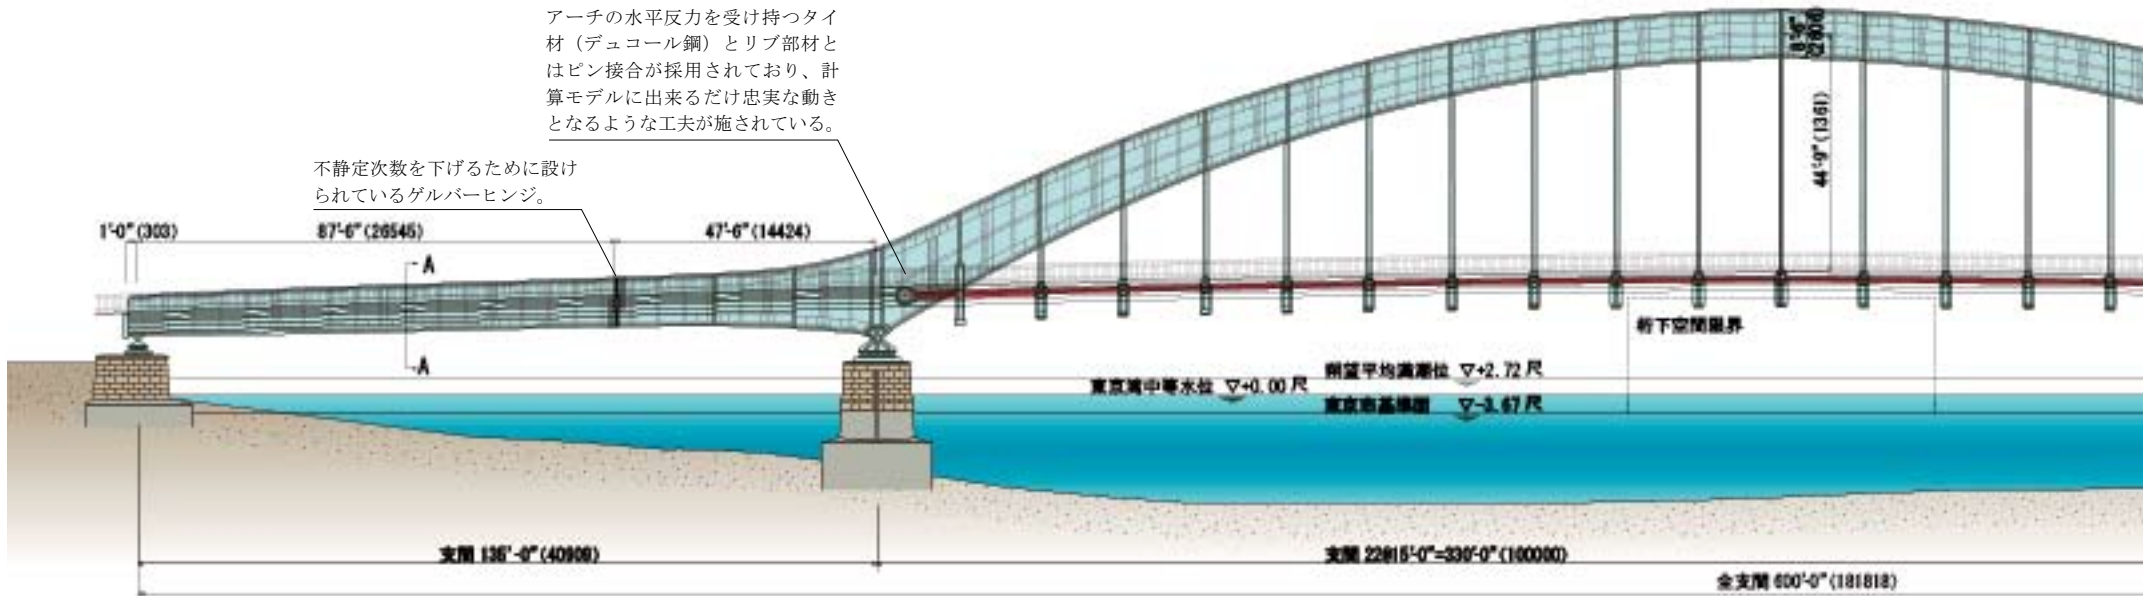 アーチの水平反力を受け持つタイ
材（デュコール鋼）とリブ部材と
はピン接合が採用されており、計
算モデルに出来るだけ忠実な動き
となるような工夫が施されている。
不静定次数を下げるために設け
られているゲルバーヒンジ。
1'-0"(303)
87'-6"(26545)
47'-6"(14424)
A
A
8'-6"
44'-9"(1361)
桁下空間限界
朔望平均満潮位 ▽+2.72 尺
東京湾中等水位 ▽+0.00 尺
▽-3.67 尺
支間 135'-0"(40909)
支間 22@15'-0"=330'-0"(100000)
全支間 600'-0"(181818)